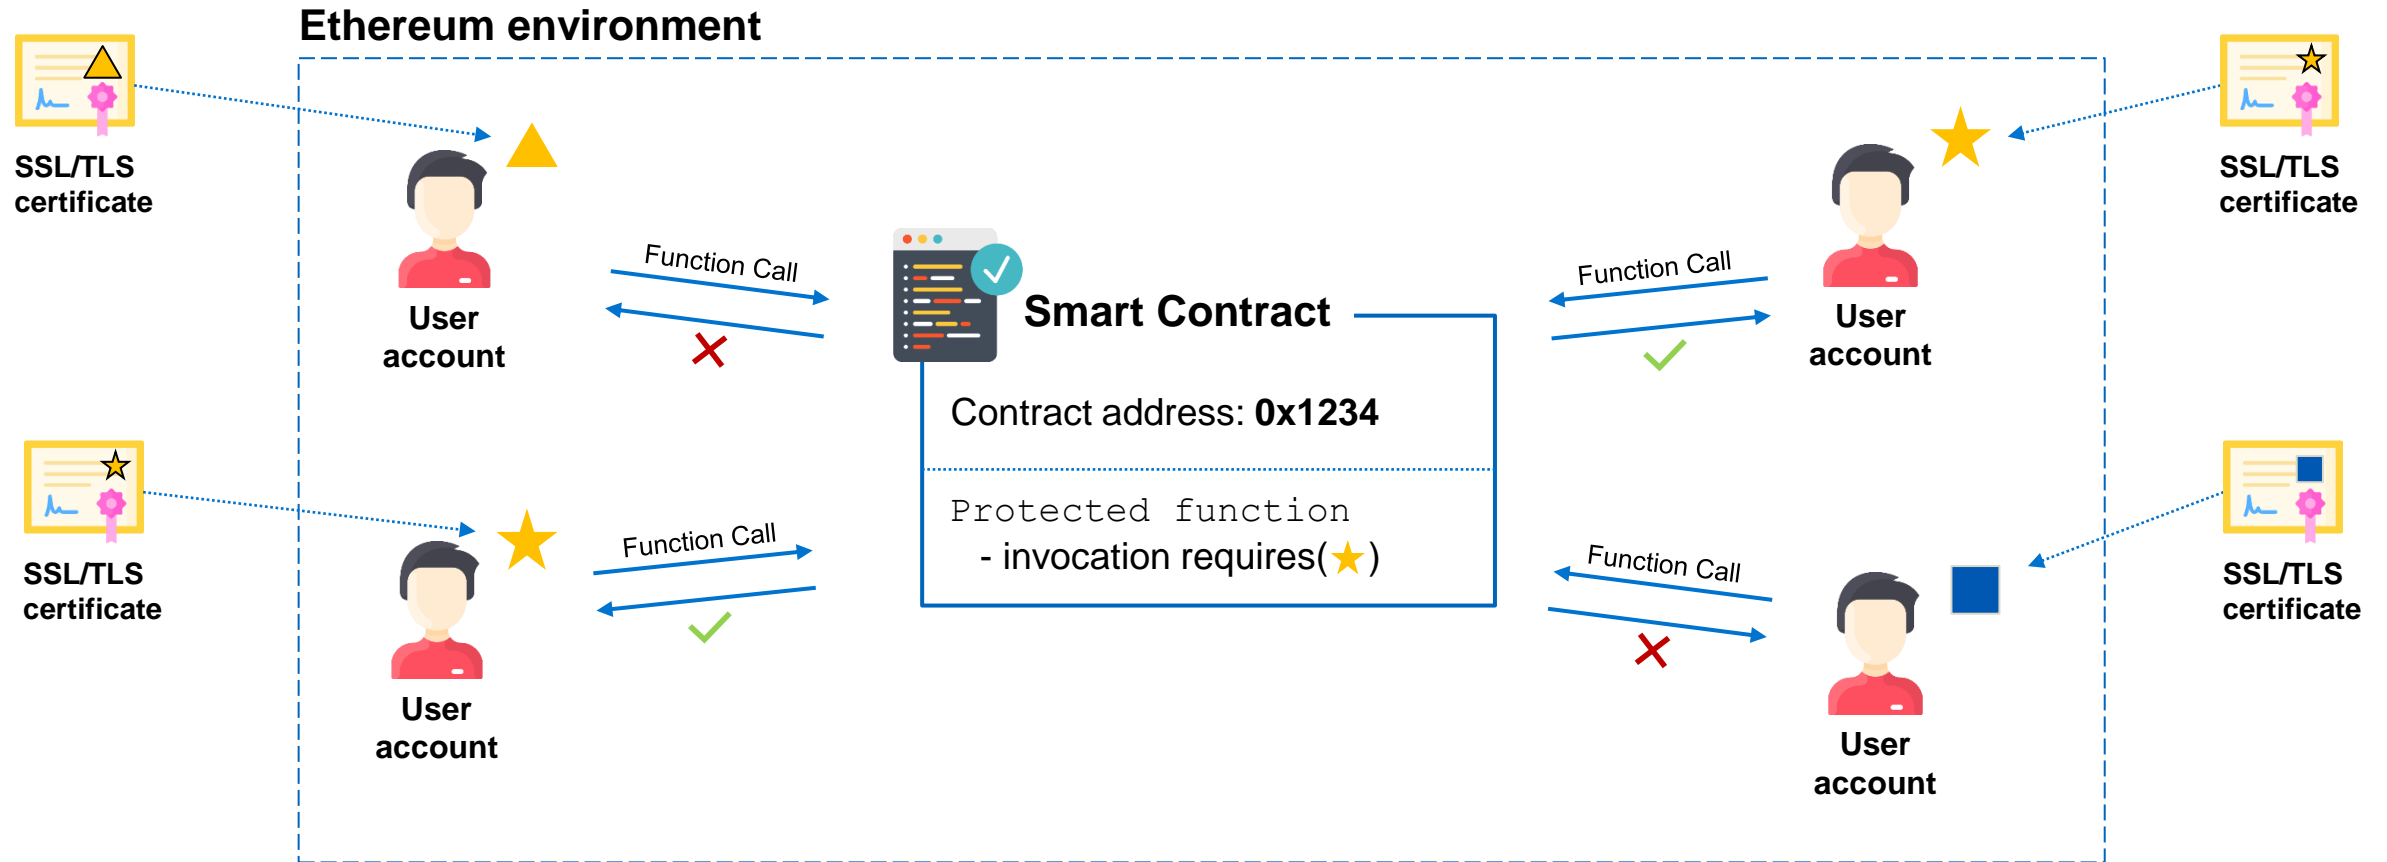 Ethereum environment
SSL/TLS
certificate
User
account
Function Call
SSL/TLS
certificate
User
account
Function Call
Smart Contract
Contract address: 0x1234
Protected function
- invocation requires(★)
Function Call
User
account
SSL/TLS
certificate
Function Call
User
account
SSL/TLS
certificate